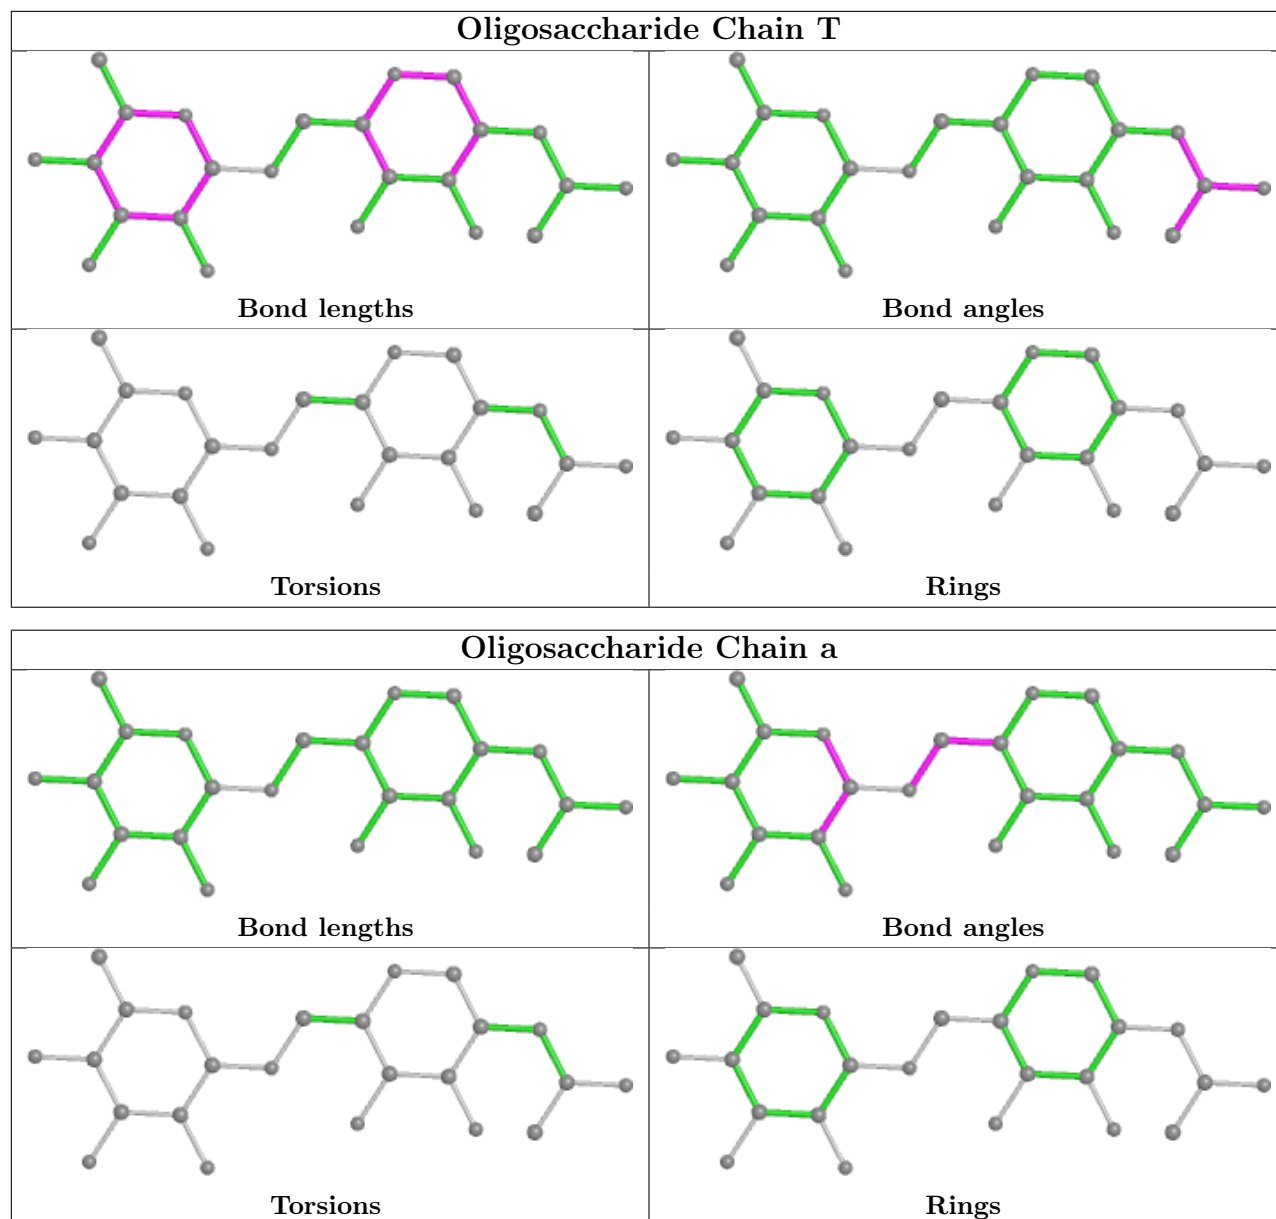 Oligosaccharide Chain T
Bond lengths
Bond angles
Torsions
Rings
Oligosaccharide Chain a
Bond lengths
Bond angles
Torsions
Rings